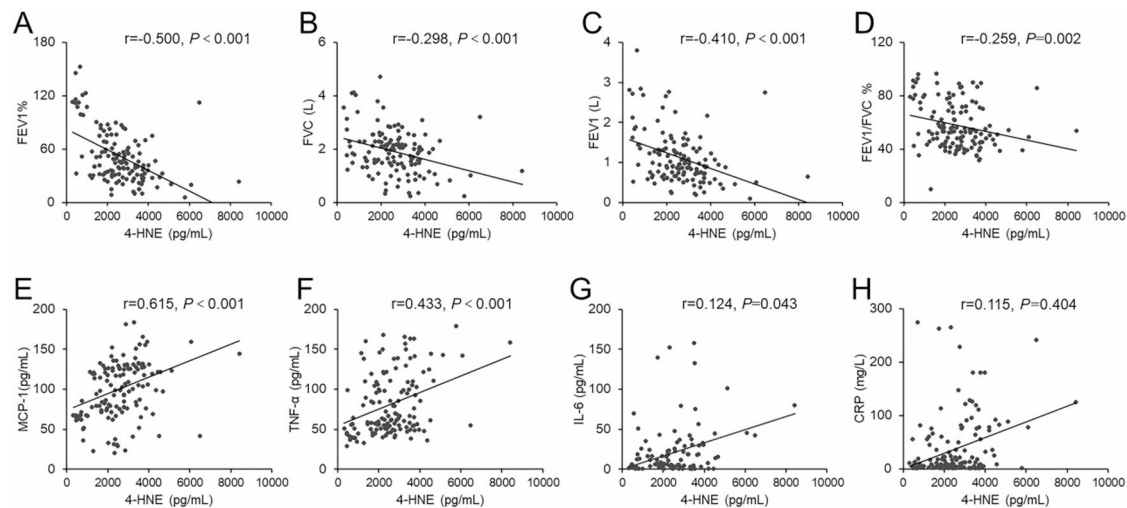 A
r=-0.500, P < 0.001
180
120
60
0
FEV1%
0 2000 4000 6000 8000 10000
4-HNE (pg/mL)
B
r=-0.298, P < 0.001
6
4
2
0
FVC (L)
0 2000 4000 6000 8000 10000
4-HNE (pg/mL)
C
r=-0.410, P < 0.001
4
3
2
1
0
FEV1 (L)
0 2000 4000 6000 8000 10000
4-HNE (pg/mL)
D
r=-0.259, P=0.002
120
80
40
0
FEV1/FVC %
0 2000 4000 6000 8000 10000
4-HNE (pg/mL)
E
r=0.615, P < 0.001
200
150
100
50
0
MCP-1(pg/mL)
0 2000 4000 6000 8000 10000
4-HNE (pg/mL)
F
r=0.433, P < 0.001
200
150
100
50
0
TNF-α (pg/mL)
0 2000 4000 6000 8000 10000
4-HNE (pg/mL)
G
r=0.124, P=0.043
200
150
100
50
0
IL-6 (pg/mL)
0 2000 4000 6000 8000 10000
4-HNE (pg/mL)
H
r=0.115, P=0.404
300
200
100
0
CRP (mg/L)
0 2000 4000 6000 8000 10000
4-HNE (pg/mL)